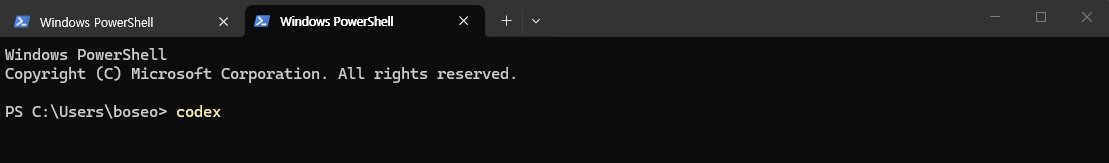 Windows PowerShell
Windows PowerShell
Windows PowerShell
Copyright (C) Microsoft Corporation. All rights reserved.
PS C:\Users\boseo> codex